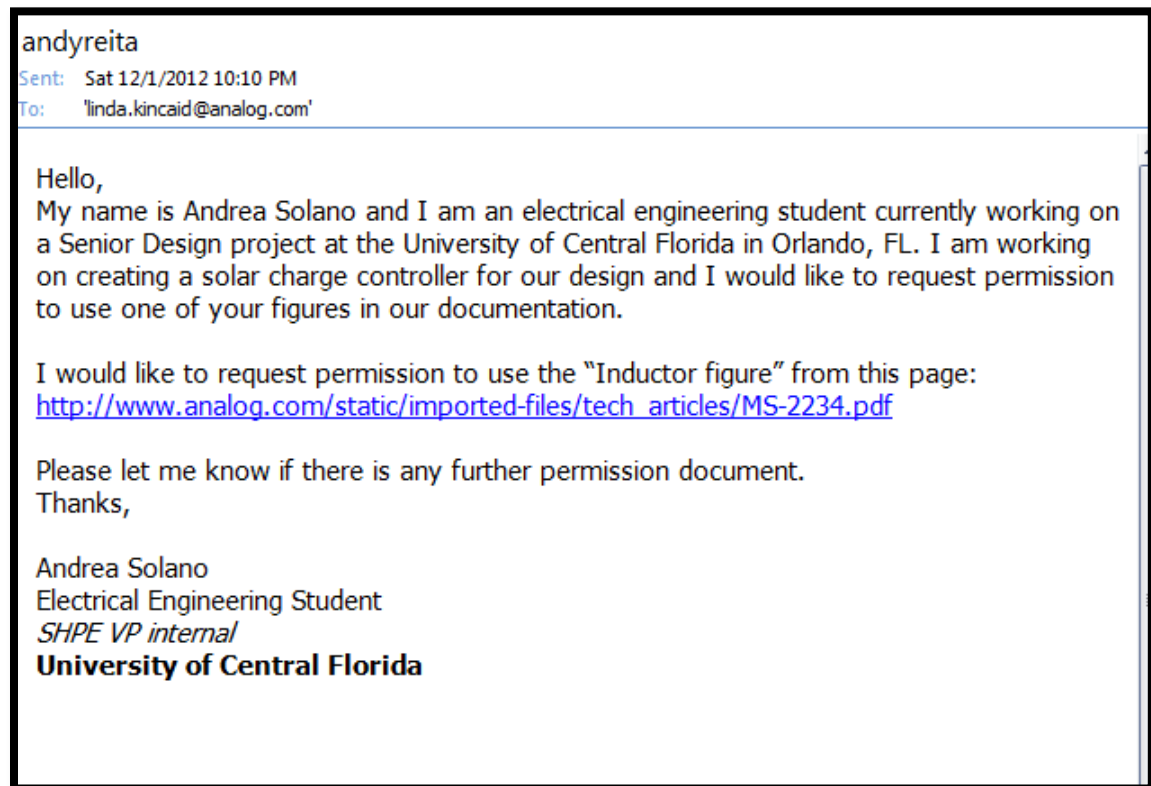 andyreita
Sent: Sat 12/1/2012 10:10 PM
To: 'linda.kincaid@analog.com'
Hello,
My name is Andrea Solano and I am an electrical engineering student currently working on
a Senior Design project at the University of Central Florida in Orlando, FL. I am working
on creating a solar charge controller for our design and I would like to request permission
to use one of your figures in our documentation.
I would like to request permission to use the “Inductor figure” from this page:
http://www.analog.com/static/imported-files/tech_articles/MS-2234.pdf
Please let me know if there is any further permission document.
Thanks,
Andrea Solano
Electrical Engineering Student
SHPE VP internal
University of Central Florida